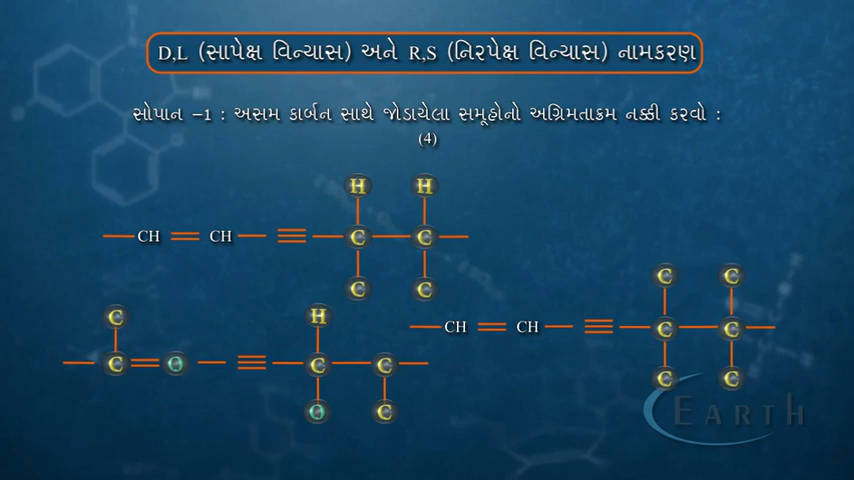 D,L (સાપેક્ષ વિન્યાસ) અને R,S (નિરપેક્ષ વિન્યાસ) નામકરણ
સોપાન –1 : અસમ કાર્બન સાથે જોડાયેલા સમૂહોનો અગ્રિમતાક્રમ નક્કી કરવો :
(4)
H H
— CH = CH — ≡ — C — C —
C C
C C
— CH = CH — ≡ — C — C —
C C
C H
— C = O — ≡ — C — C —
O C
EARTH